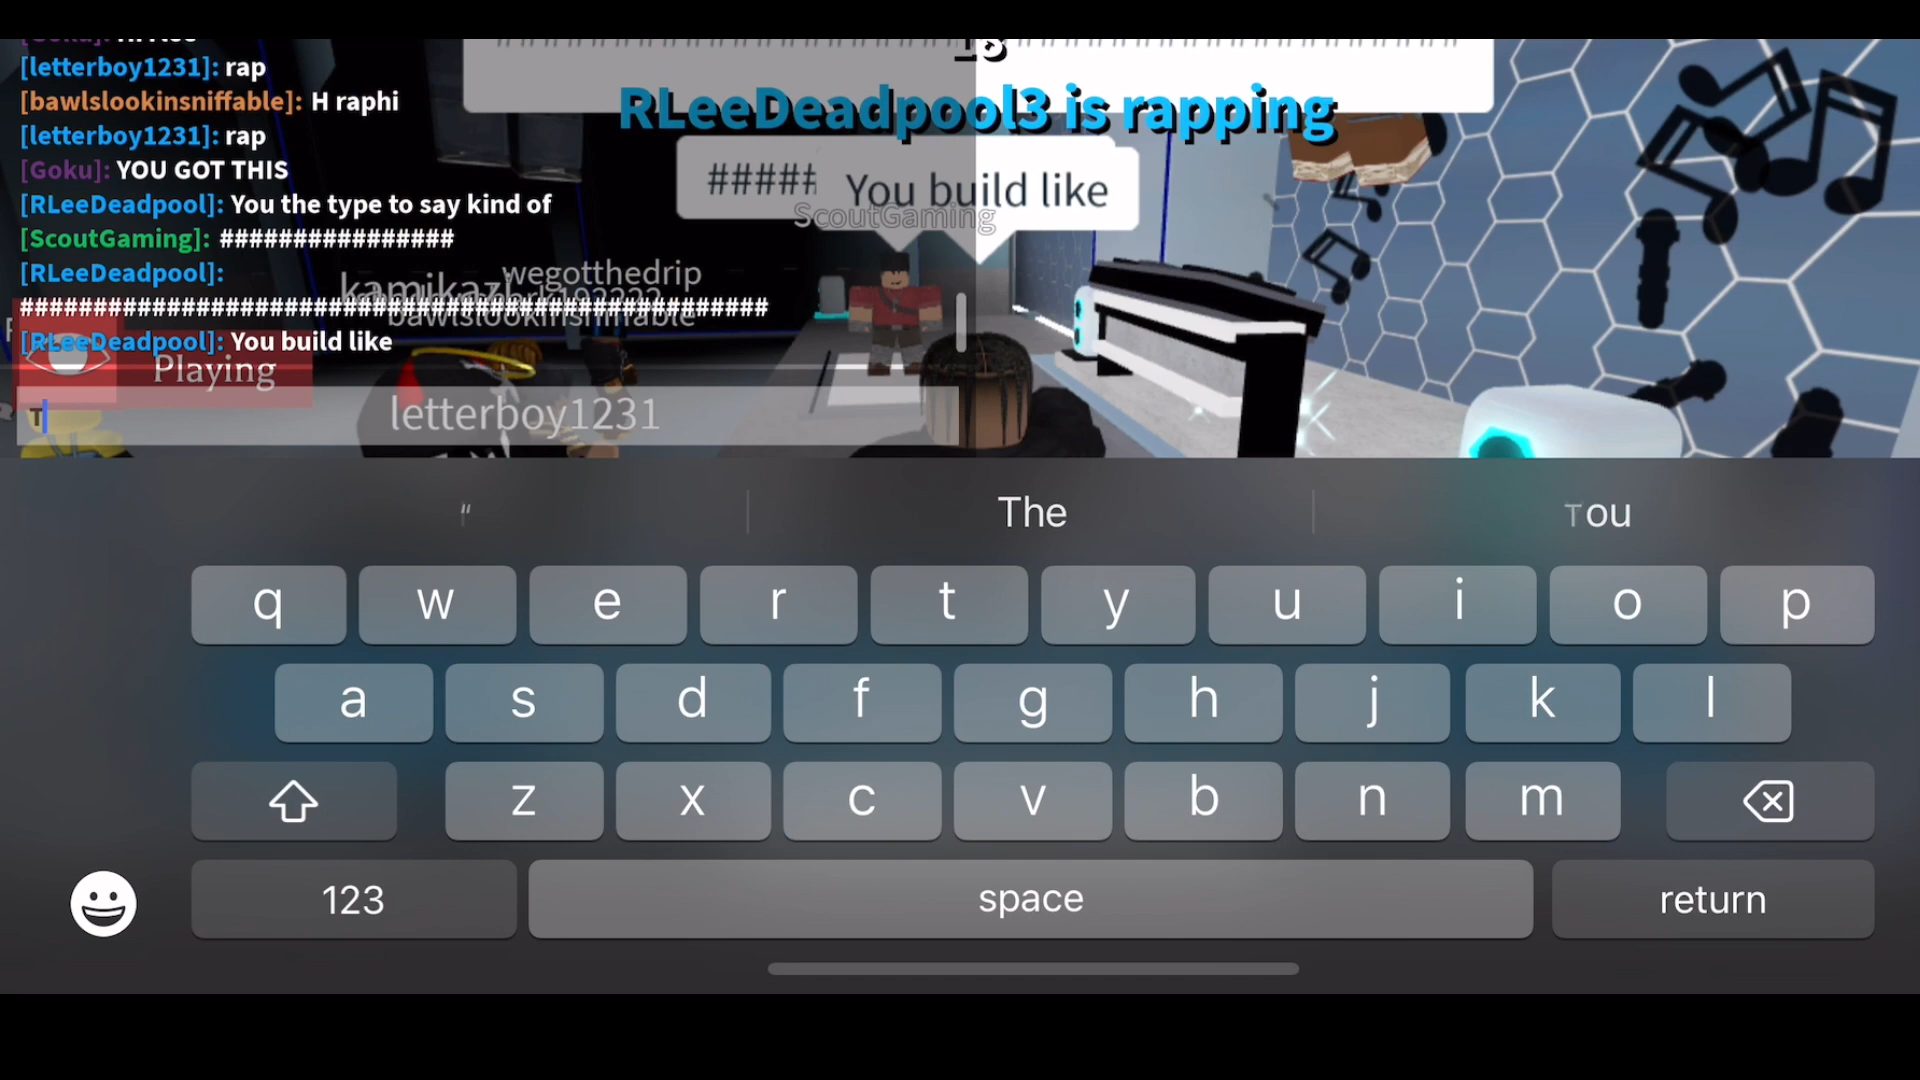 [letterboy1231]: rap
[bawlslookinsniffable]: H raphi
[letterboy1231]: rap
[Goku]: YOU GOT THIS
[RLeeDeadpool]: You the type to say kind of
[ScoutGaming]: ################
[RLeeDeadpool]:
###################################################
[RLeeDeadpool]: You build like
18
RLeeDeadpool3 is rapping
#####
You build like
ScoutGaming
wegotthedrip
bawlslookinsniffable
Playing
letterboy1231
T
"
The
Tou
q w e r t y u i o p
a s d f g h j k l
z x c v b n m
123
space
return